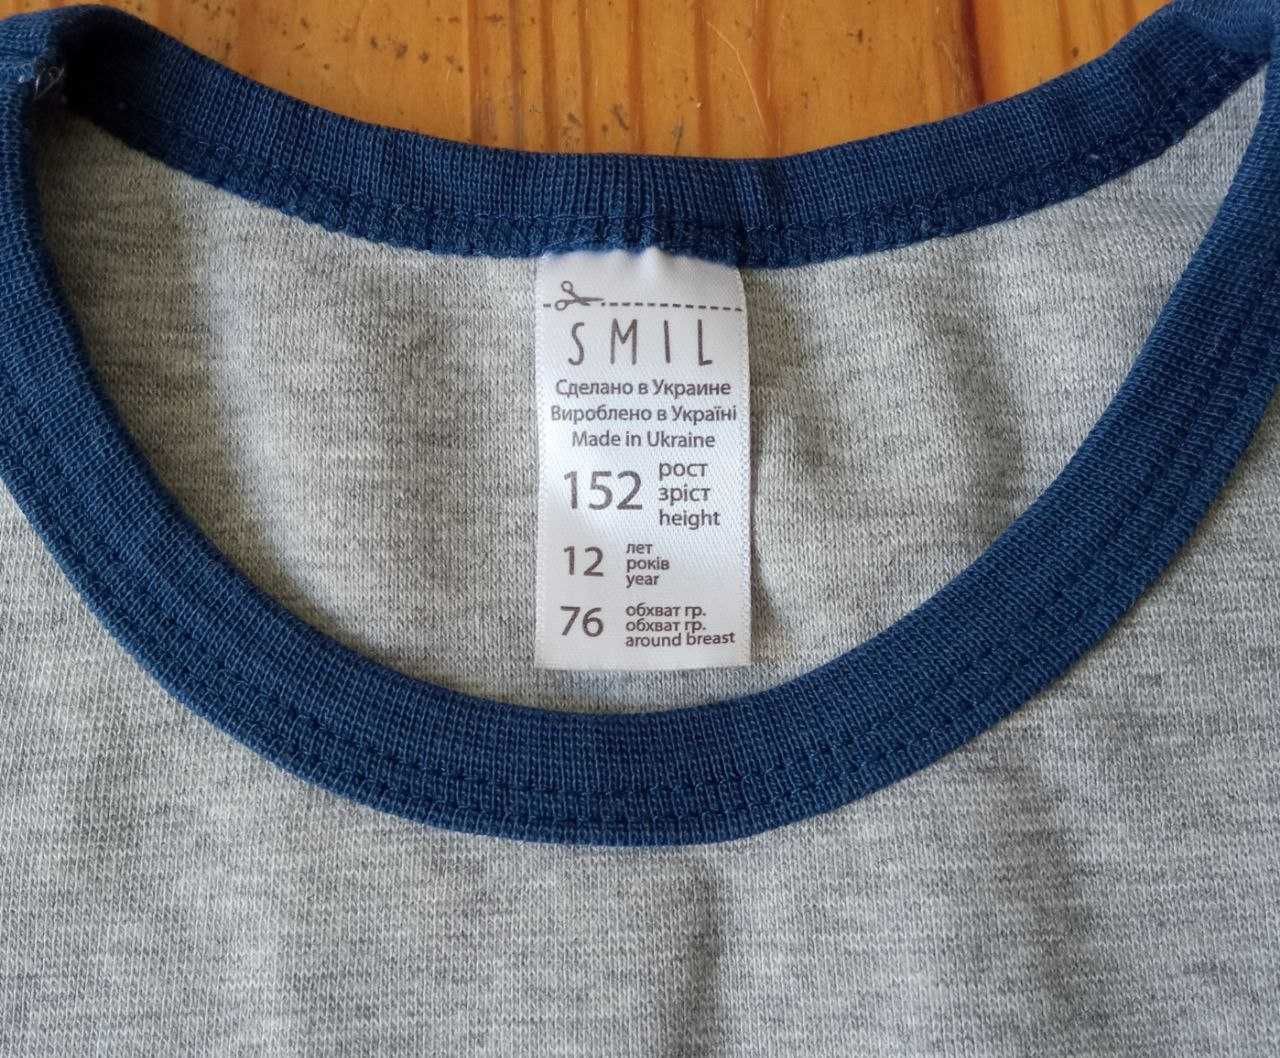 SMIL
Сделано в Украине
Вироблено в Україні
Made in Ukraine
152 рост
зріст
height
12 лет
років
year
76 обхват гр.
обхват гр.
around breast